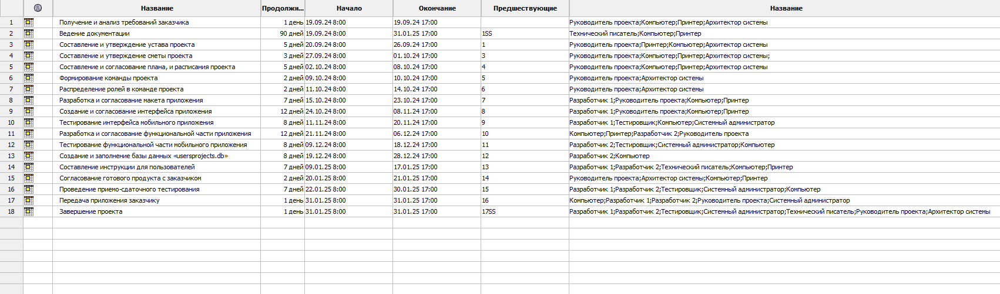 Название Продолжи... Начало Окончание Предшествующие Название
1 Получение и анализ требований заказчика 1 день 19.09.24 8:00 19.09.24 17:00 Руководитель проекта;Компьютер;Принтер;Архитектор системы
2 Ведение документации 90 дней 19.09.24 8:00 31.01.25 17:00 1SS Технический писатель;Компьютер;Принтер
3 Составление и утверждение устава проекта 5 дней 20.09.24 8:00 26.09.24 17:00 1 Руководитель проекта;Принтер;Компьютер;Архитектор системы
4 Составление и утверждение сметы проекта 3 дней 27.09.24 8:00 01.10.24 17:00 3 Руководитель проекта;Компьютер;Принтер;Архитектор системы;
5 Составление и согласование плана, и расписания проекта 5 дней 02.10.24 8:00 08.10.24 17:00 4 Руководитель проекта;Компьютер;Принтер;Архитектор системы
6 Формирование команды проекта 2 дней 09.10.24 8:00 10.10.24 17:00 5 Руководитель проекта;Архитектор системы
7 Распределение ролей в команде проекта 2 дней 11.10.24 8:00 14.10.24 17:00 6 Руководитель проекта;Архитектор системы
8 Разработка и согласование макета приложения 7 дней 15.10.24 8:00 23.10.24 17:00 7 Разработчик 1;Руководитель проекта;Компьютер;Принтер
9 Создание и согласование интерфейса приложения 12 дней 24.10.24 8:00 08.11.24 17:00 8 Разработчик 1;Руководитель проекта;Компьютер;Принтер
10 Тестирование интерфейса мобильного приложения 8 дней 11.11.24 8:00 20.11.24 17:00 9 Разработчик 1;Тестировщик;Компьютер;Системный администратор
11 Разработка и согласование функциональной части приложения 12 дней 21.11.24 8:00 06.12.24 17:00 10 Компьютер;Принтер;Разработчик 2;Руководитель проекта
12 Тестирование функциональной части мобильного приложения 8 дней 09.12.24 8:00 18.12.24 17:00 11 Разработчик 2;Тестировщик;Системный администратор;Компьютер
13 Создание и заполнение базы данных «usersprojects.db» 8 дней 19.12.24 8:00 28.12.24 17:00 12 Разработчик 2;Компьютер
14 Составление инструкции для пользователей 7 дней 09.01.25 8:00 17.01.25 17:00 13 Разработчик 1;Разработчик 2;Технический писатель;Компьютер;Принтер
15 Согласование готового продукта с заказчиком 2 дней 20.01.25 8:00 21.01.25 17:00 14 Руководитель проекта;Архитектор системы;Компьютер;Принтер
16 Проведение приемо-сдаточного тестирования 7 дней 22.01.25 8:00 30.01.25 17:00 15 Разработчик 1;Разработчик 2;Тестировщик;Системный администратор;Компьютер
17 Передача приложения заказчику 1 день 31.01.25 8:00 31.01.25 17:00 16 Компьютер;Разработчик 1;Разработчик 2;Руководитель проекта;Системный администратор
18 Завершение проекта 1 день 31.01.25 8:00 31.01.25 17:00 17SS Разработчик 1;Разработчик 2;Тестировщик;Системный администратор;Технический писатель;Руководитель проекта;Архитектор системы